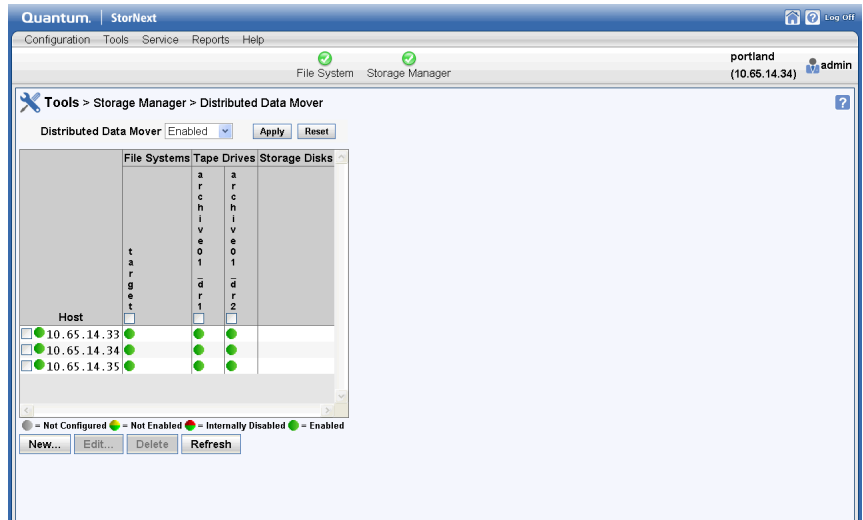 Quantum. | StorNext
Log Off
Configuration Tools Service Reports Help
File System Storage Manager
portland
(10.65.14.34)
admin
Tools > Storage Manager > Distributed Data Mover
?
Distributed Data Mover Enabled Apply Reset
File Systems Tape Drives Storage Disks
Host
target
archive01_dr1
archive01_dr2
10.65.14.33
10.65.14.34
10.65.14.35
= Not Configured = Not Enabled = Internally Disabled = Enabled
New... Edit... Delete Refresh